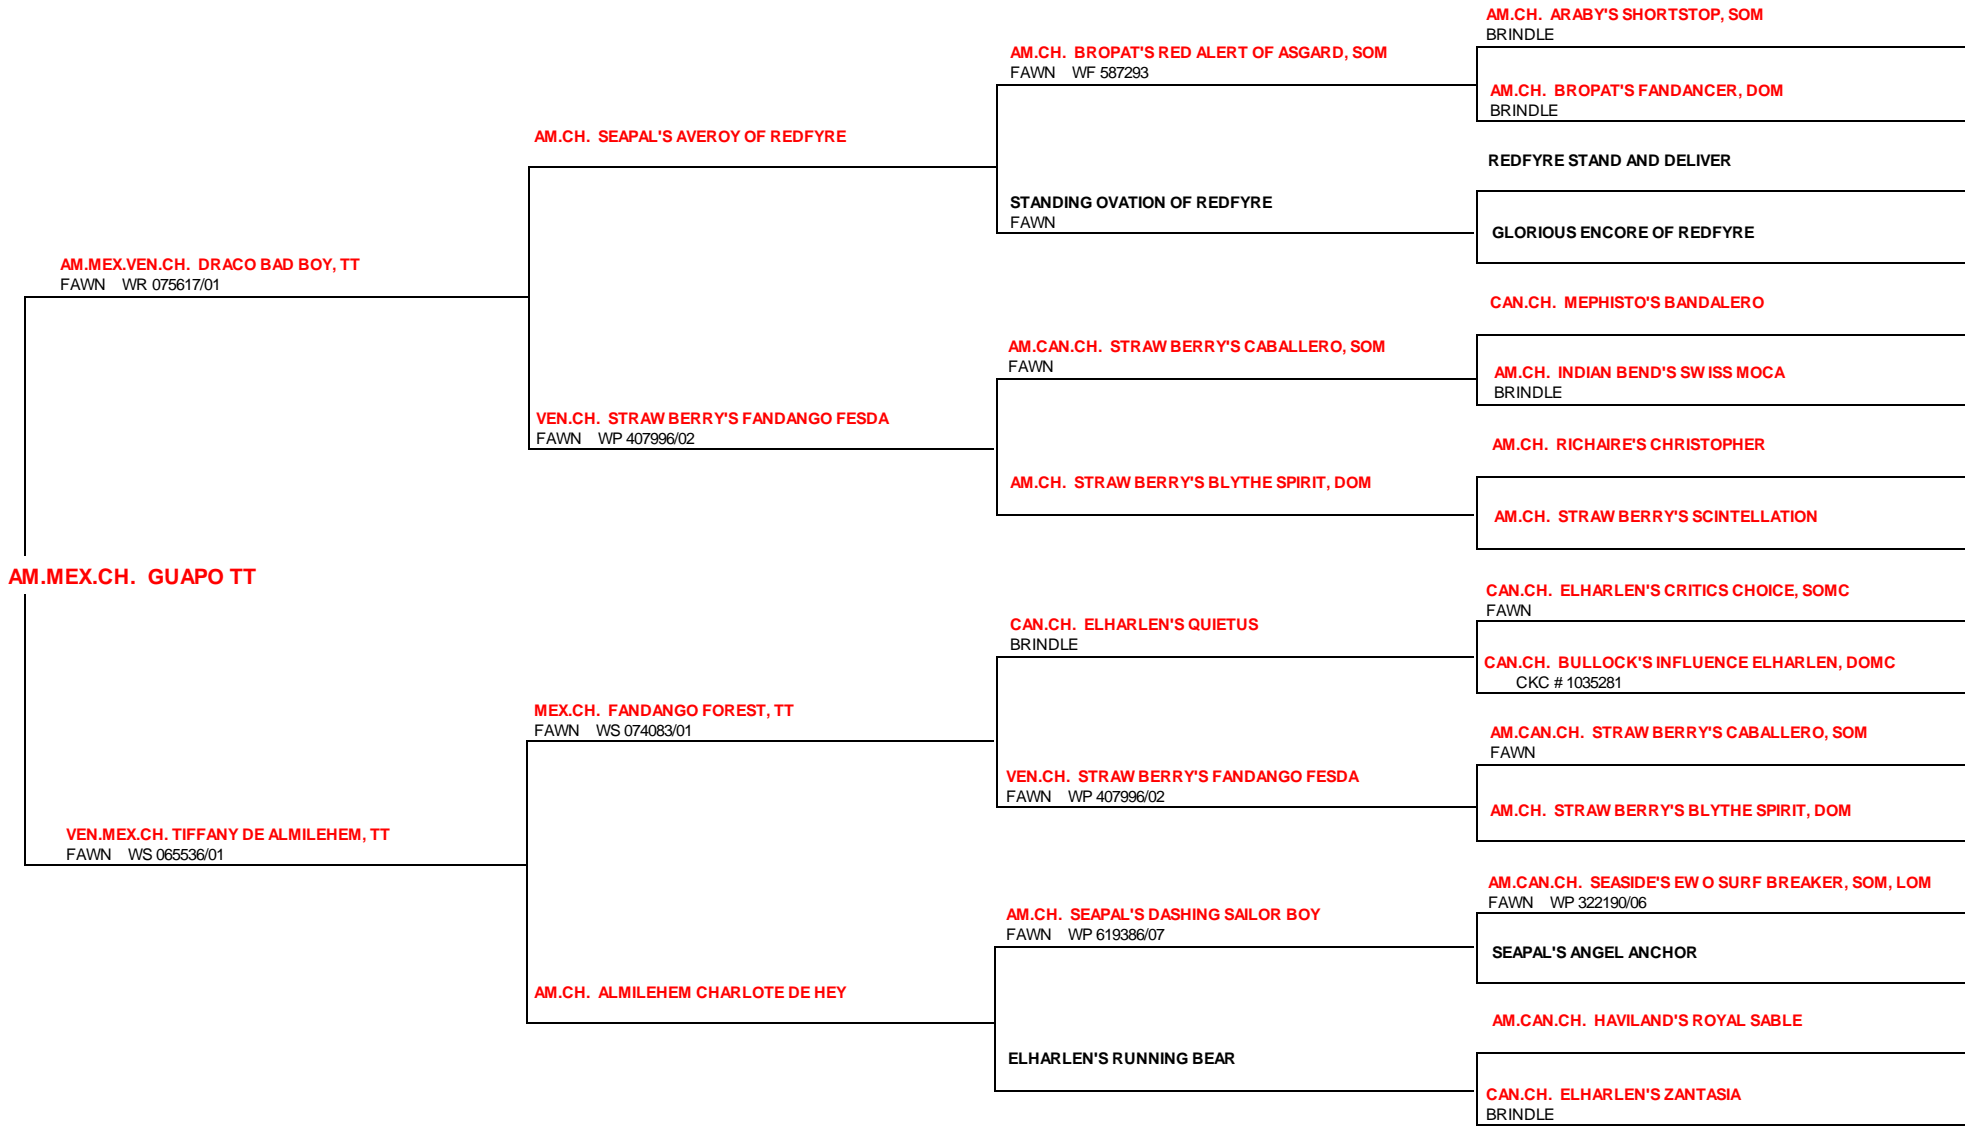 AM.CH. ARABY'S SHORTSTOP, SOM
BRINDLE
AM.CH. BROPAT'S RED ALERT OF ASGARD, SOM
FAWN WF 587293
AM.CH. BROPAT'S FANDANCER, DOM
BRINDLE
AM.CH. SEAPAL'S AVEROY OF REDFYRE
REDFYRE STAND AND DELIVER
STANDING OVATION OF REDFYRE
FAWN
GLORIOUS ENCORE OF REDFYRE
AM.MEX.VEN.CH. DRACO BAD BOY, TT
FAWN WR 075617/01
CAN.CH. MEPHISTO'S BANDALERO
AM.CAN.CH. STRAW BERRY'S CABALLERO, SOM
FAWN
AM.CH. INDIAN BEND'S SW ISS MOCA
BRINDLE
VEN.CH. STRAW BERRY'S FANDANGO FESDA
FAWN WP 407996/02
AM.CH. RICHAIRE'S CHRISTOPHER
AM.CH. STRAW BERRY'S BLYTHE SPIRIT, DOM
AM.CH. STRAW BERRY'S SCINTELLATION
AM.MEX.CH. GUAPO TT
CAN.CH. ELHARLEN'S CRITICS CHOICE, SOMC
FAWN
CAN.CH. ELHARLEN'S QUIETUS
BRINDLE
CAN.CH. BULLOCK'S INFLUENCE ELHARLEN, DOMC
CKC # 1035281
MEX.CH. FANDANGO FOREST, TT
FAWN WS 074083/01
AM.CAN.CH. STRAW BERRY'S CABALLERO, SOM
FAWN
VEN.CH. STRAW BERRY'S FANDANGO FESDA
FAWN WP 407996/02
AM.CH. STRAW BERRY'S BLYTHE SPIRIT, DOM
VEN.MEX.CH. TIFFANY DE ALMILEHEM, TT
FAWN WS 065536/01
AM.CAN.CH. SEASIDE'S EW O SURF BREAKER, SOM, LOM
FAWN WP 322190/06
AM.CH. SEAPAL'S DASHING SAILOR BOY
FAWN WP 619386/07
SEAPAL'S ANGEL ANCHOR
AM.CH. ALMILEHEM CHARLOTE DE HEY
AM.CAN.CH. HAVILAND'S ROYAL SABLE
ELHARLEN'S RUNNING BEAR
CAN.CH. ELHARLEN'S ZANTASIA
BRINDLE